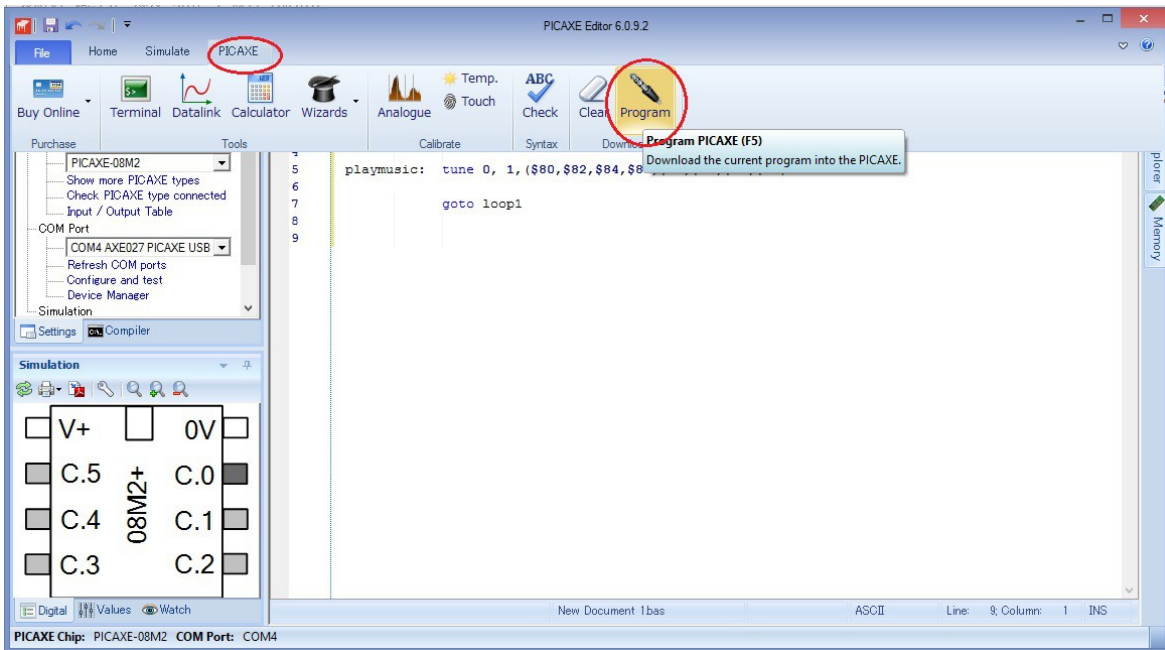 PICAXE Editor 6.0.9.2
File Home Simulate PICAXE
Buy Online Terminal Datalink Calculator Wizards Analogue Temp. Touch ABC Check Clear Program
Purchase Tools Calibrate Syntax
Program PICAXE (F5)
Download the current program into the PICAXE.
PICAXE-08M2
Show more PICAXE types
Check PICAXE type connected
Input / Output Table
COM Port
COM4 AXE027 PICAXE USB
Refresh COM ports
Configure and test
Device Manager
Simulation
Settings Compiler
5 playmusic: tune 0, 1,($80,$82,$84,
6
7 goto loop1
8
9
Memory
Simulation
V+ 0V
C.5 C.0
08M2+
C.4 C.1
C.3 C.2
Digital Values Watch
New Document 1bas ASCII Line: 9; Column: 1 INS
PICAXE Chip: PICAXE-08M2 COM Port: COM4